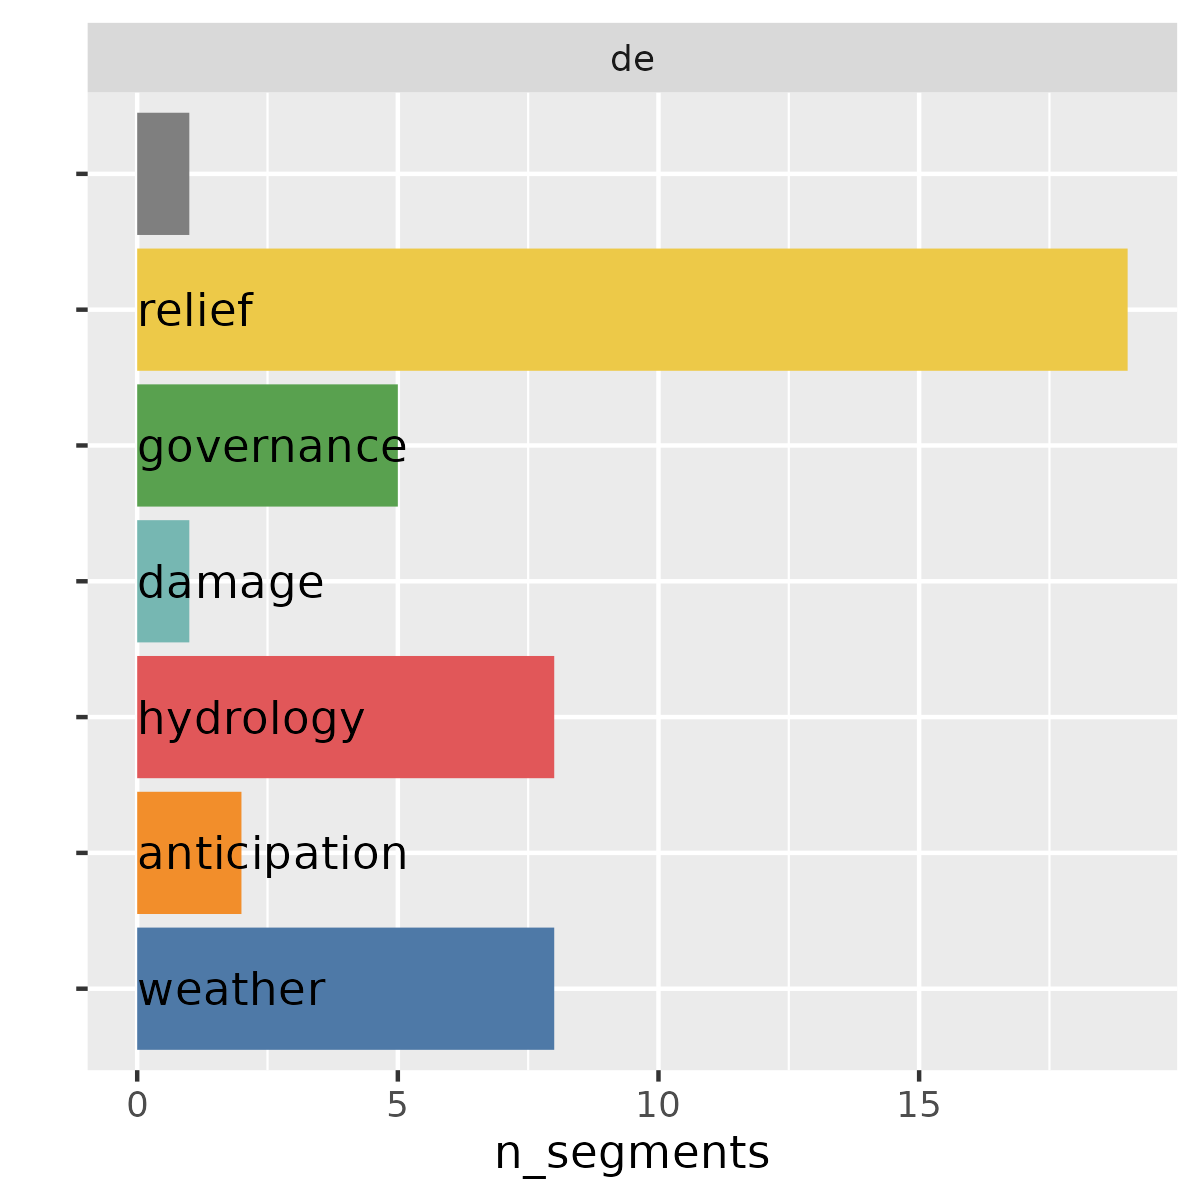 de
relief
governance
damage
hydrology
anticipation
weather
0 5 10 15
n_segments